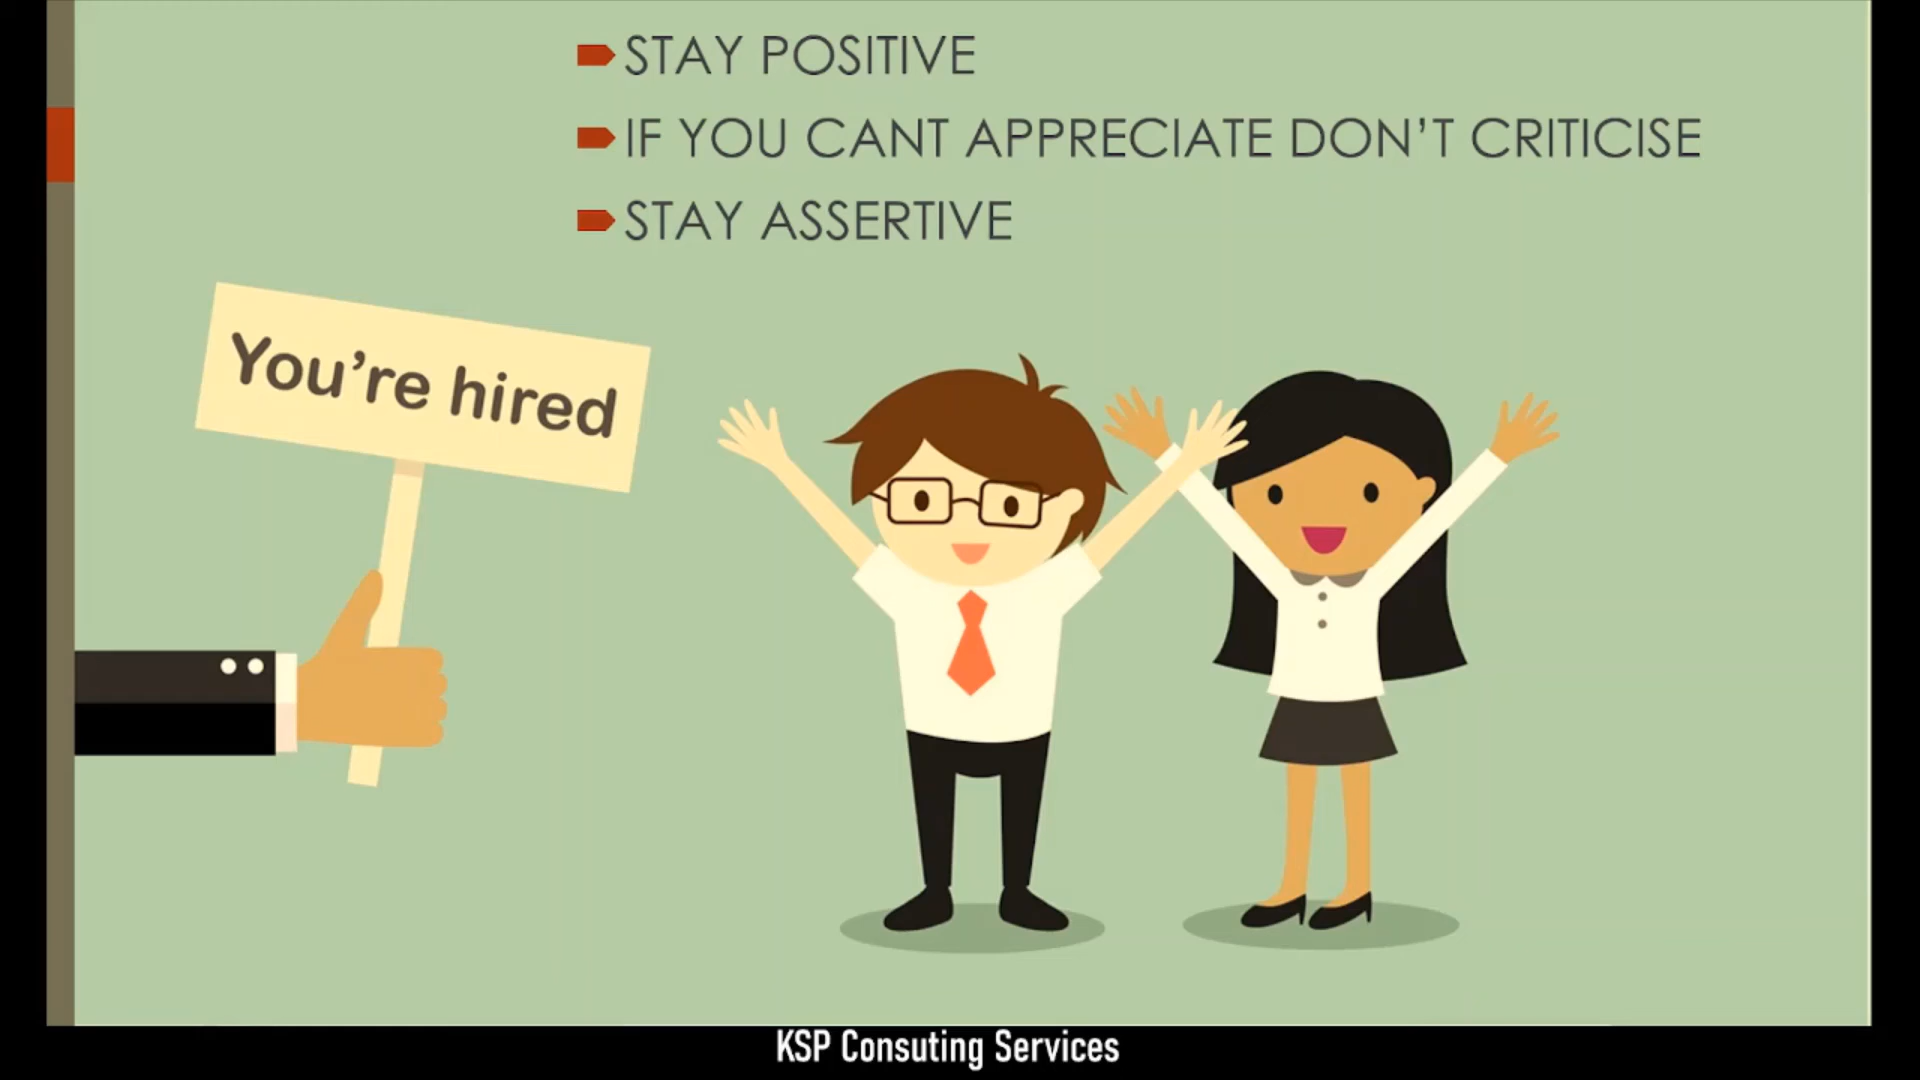 STAY POSITIVE
IF YOU CANT APPRECIATE DON’T CRITICISE
STAY ASSERTIVE
You’re hired
KSP Consuting Services